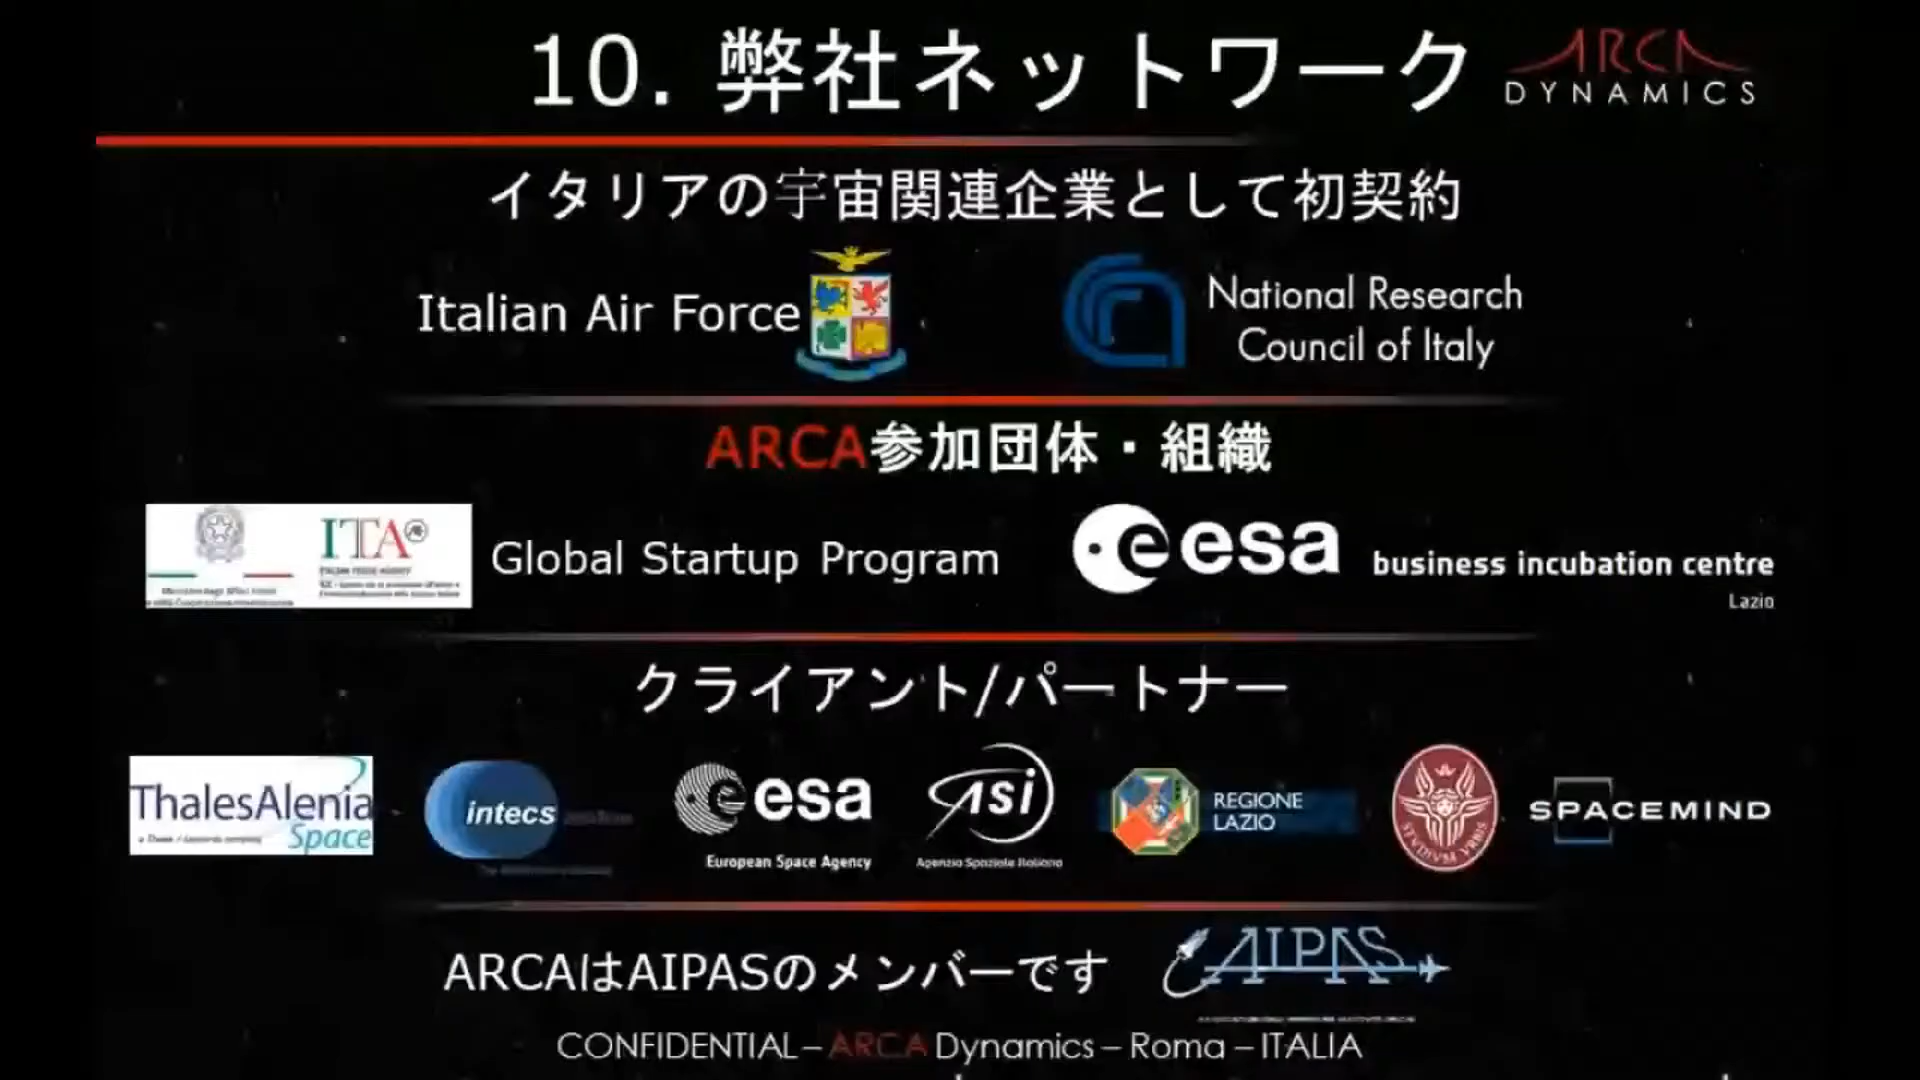 10. 弊社ネットワーク
ARCA
DYNAMICS
イタリアの宇宙関連企業として初契約
Italian Air Force
National Research
Council of Italy
ARCA参加団体・組織
ITA
ITALIAN TRADE AGENCY
Global Startup Program
esa
business incubation centre
Lazio
クライアント/パートナー
ThalesAlenia
Space
intecs
esa
European Space Agency
asi
Agenzia Spaziale Italiana
REGIONE
LAZIO
STVDIVM VRBIS
SPACEMIND
ARCAはAIPASのメンバーです
AIPAS
CONFIDENTIAL – ARCA Dynamics – Roma – ITALIA